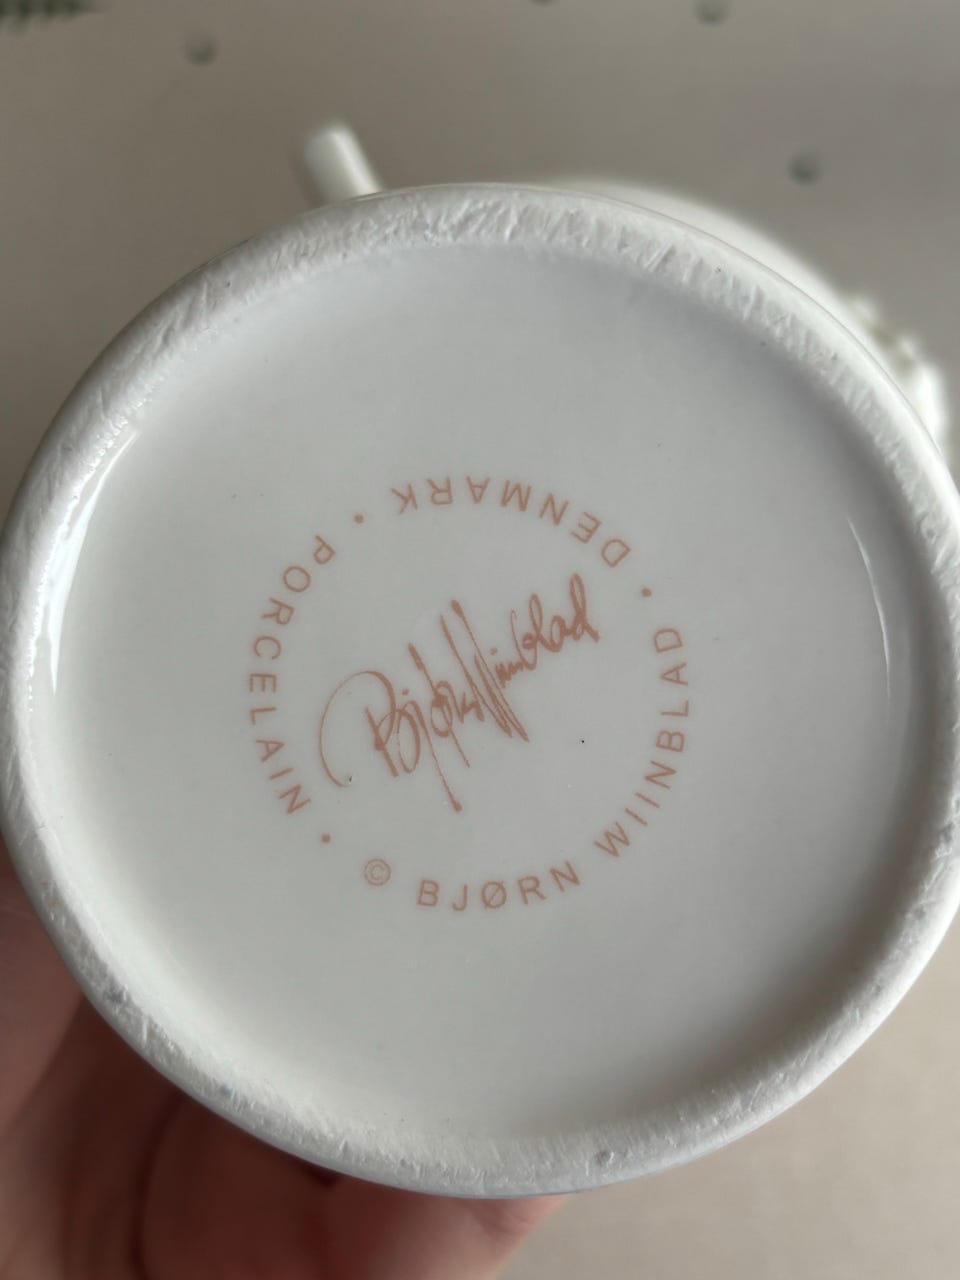 © BJØRN WIINBLAD • DENMARK • PORCELAIN •
Bjørn Wiinblad